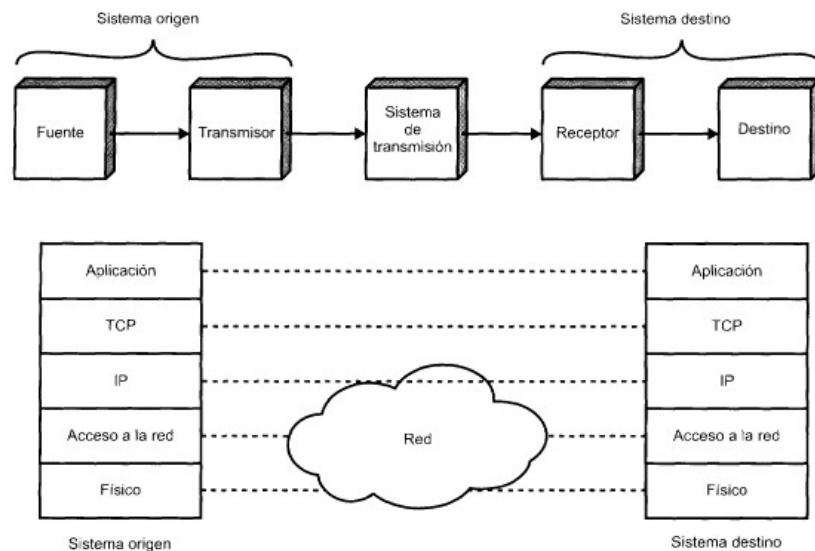 Sistema origen
Sistema destino
Fuente
Transmisor
Sistema
de
transmisión
Receptor
Destino
Aplicación
Aplicación
TCP
TCP
IP
IP
Acceso a la red
Red
Acceso a la red
Físico
Físico
Sistema origen
Sistema destino